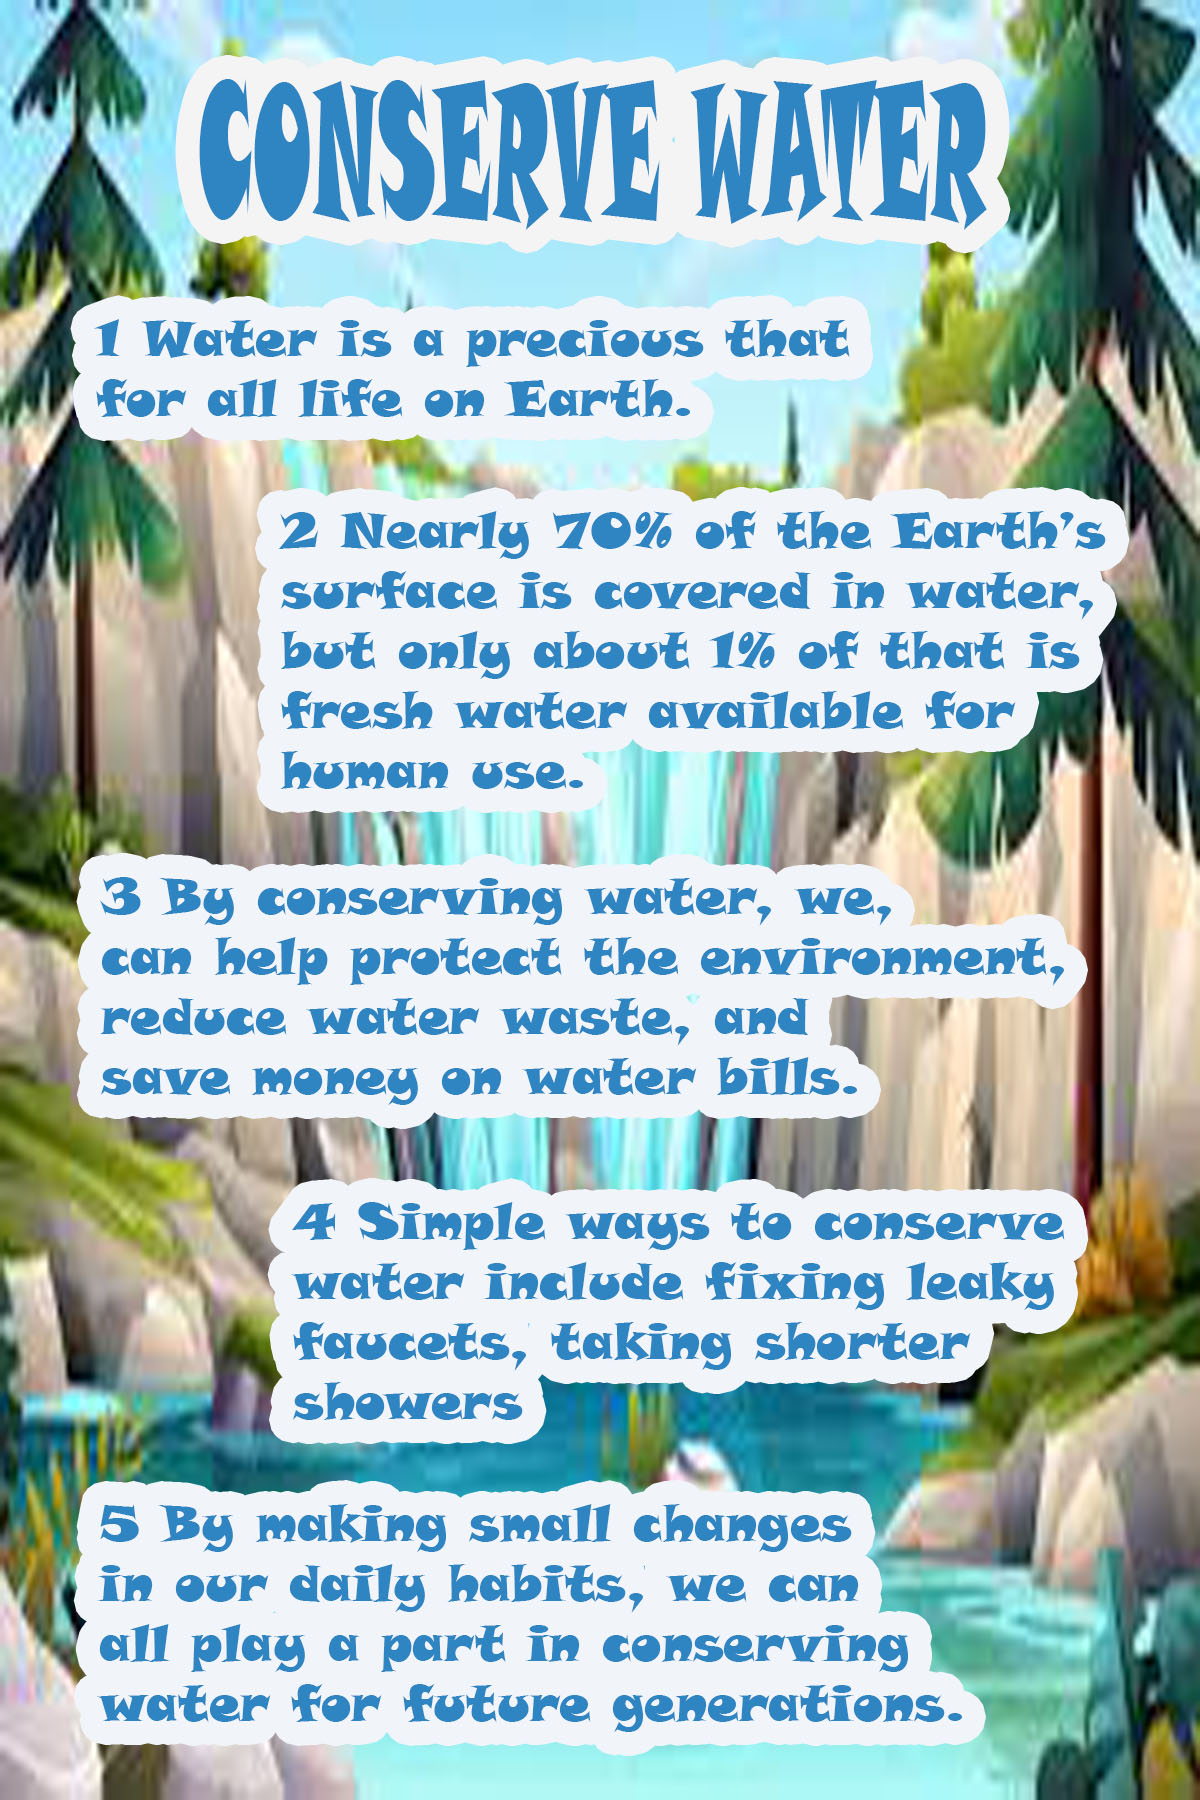 CONSERVE WATER
1 Water is a precious that
for all life on Earth.
2 Nearly 70% of the Earth's
surface is covered in water,
but only about 1% of that is
fresh water available for
human use.
3 By conserving water, we,
can help protect the environment,
reduce water waste, and
save money on water bills.
4 Simple ways to conserve
water include fixing leaky
faucets, taking shorter
showers
5 By making small changes
in our daily habits, we can
all play a part in conserving
water for future generations.